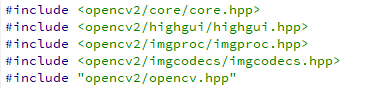 #include <opencv2/core/core.hpp>
#include <opencv2/highgui/highgui.hpp>
#include <opencv2/imgproc/imgproc.hpp>
#include <opencv2/imgcodecs/imgcodecs.hpp>
#include "opencv2/opencv.hpp"